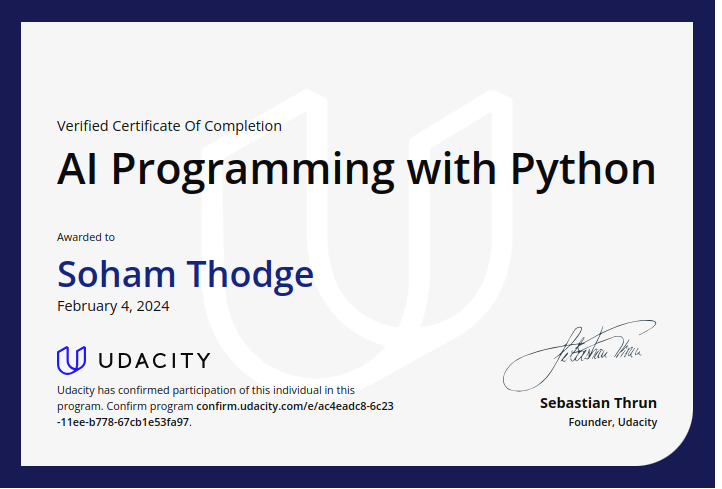 Verified Certificate Of Completion
AI Programming with Python
Awarded to
Soham Thodge
February 4, 2024
UDACITY
Udacity has confirmed participation of this individual in this
program. Confirm program confirm.udacity.com/e/ac4eadc8-6c23
-11ee-b778-67cb1e53fa97.
Sebastian Thrun
Sebastian Thrun
Founder, Udacity